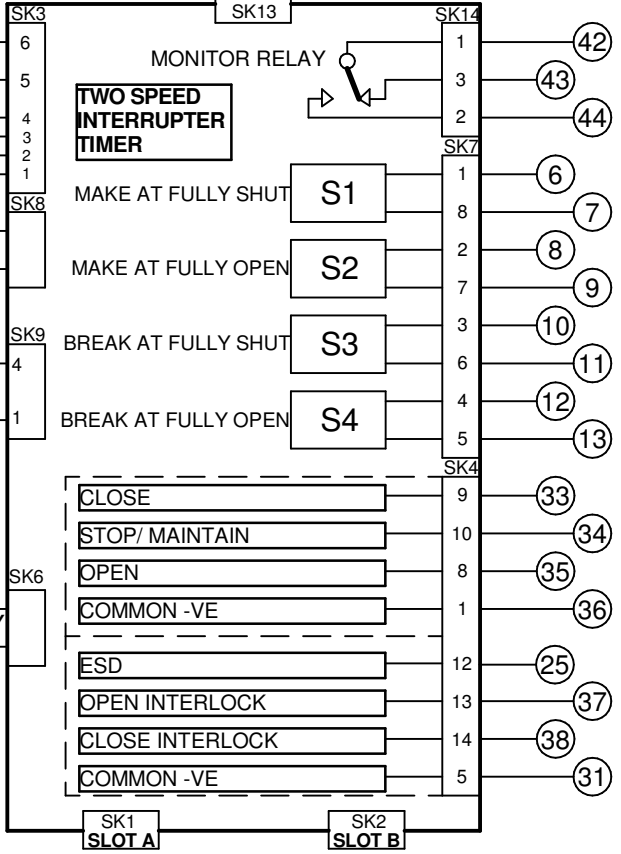 SK3
SK13
SK14
6
MONITOR RELAY
1
42
5
3
43
TWO SPEED
INTERRUPTER
TIMER
4
3
2
1
2
44
SK7
MAKE AT FULLY SHUT
S1
1
6
8
7
SK8
MAKE AT FULLY OPEN
S2
2
8
7
9
SK9
BREAK AT FULLY SHUT
S3
3
10
4
6
11
BREAK AT FULLY OPEN
S4
4
12
1
5
13
SK4
CLOSE
9
33
STOP/ MAINTAIN
10
34
SK6
OPEN
8
35
COMMON -VE
1
36
ESD
12
25
OPEN INTERLOCK
13
37
CLOSE INTERLOCK
14
38
COMMON -VE
5
31
SK1
SLOT A
SK2
SLOT B